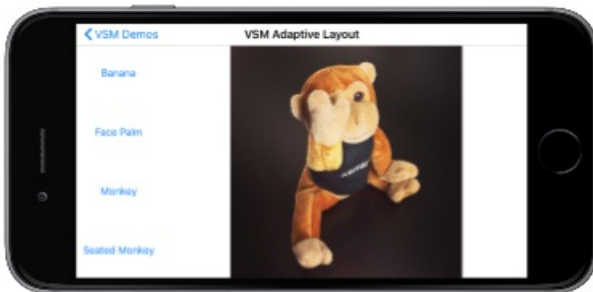 VSM Demos
VSM Adaptive Layout
Banana
Face Palm
Monkey
Seated Monkey